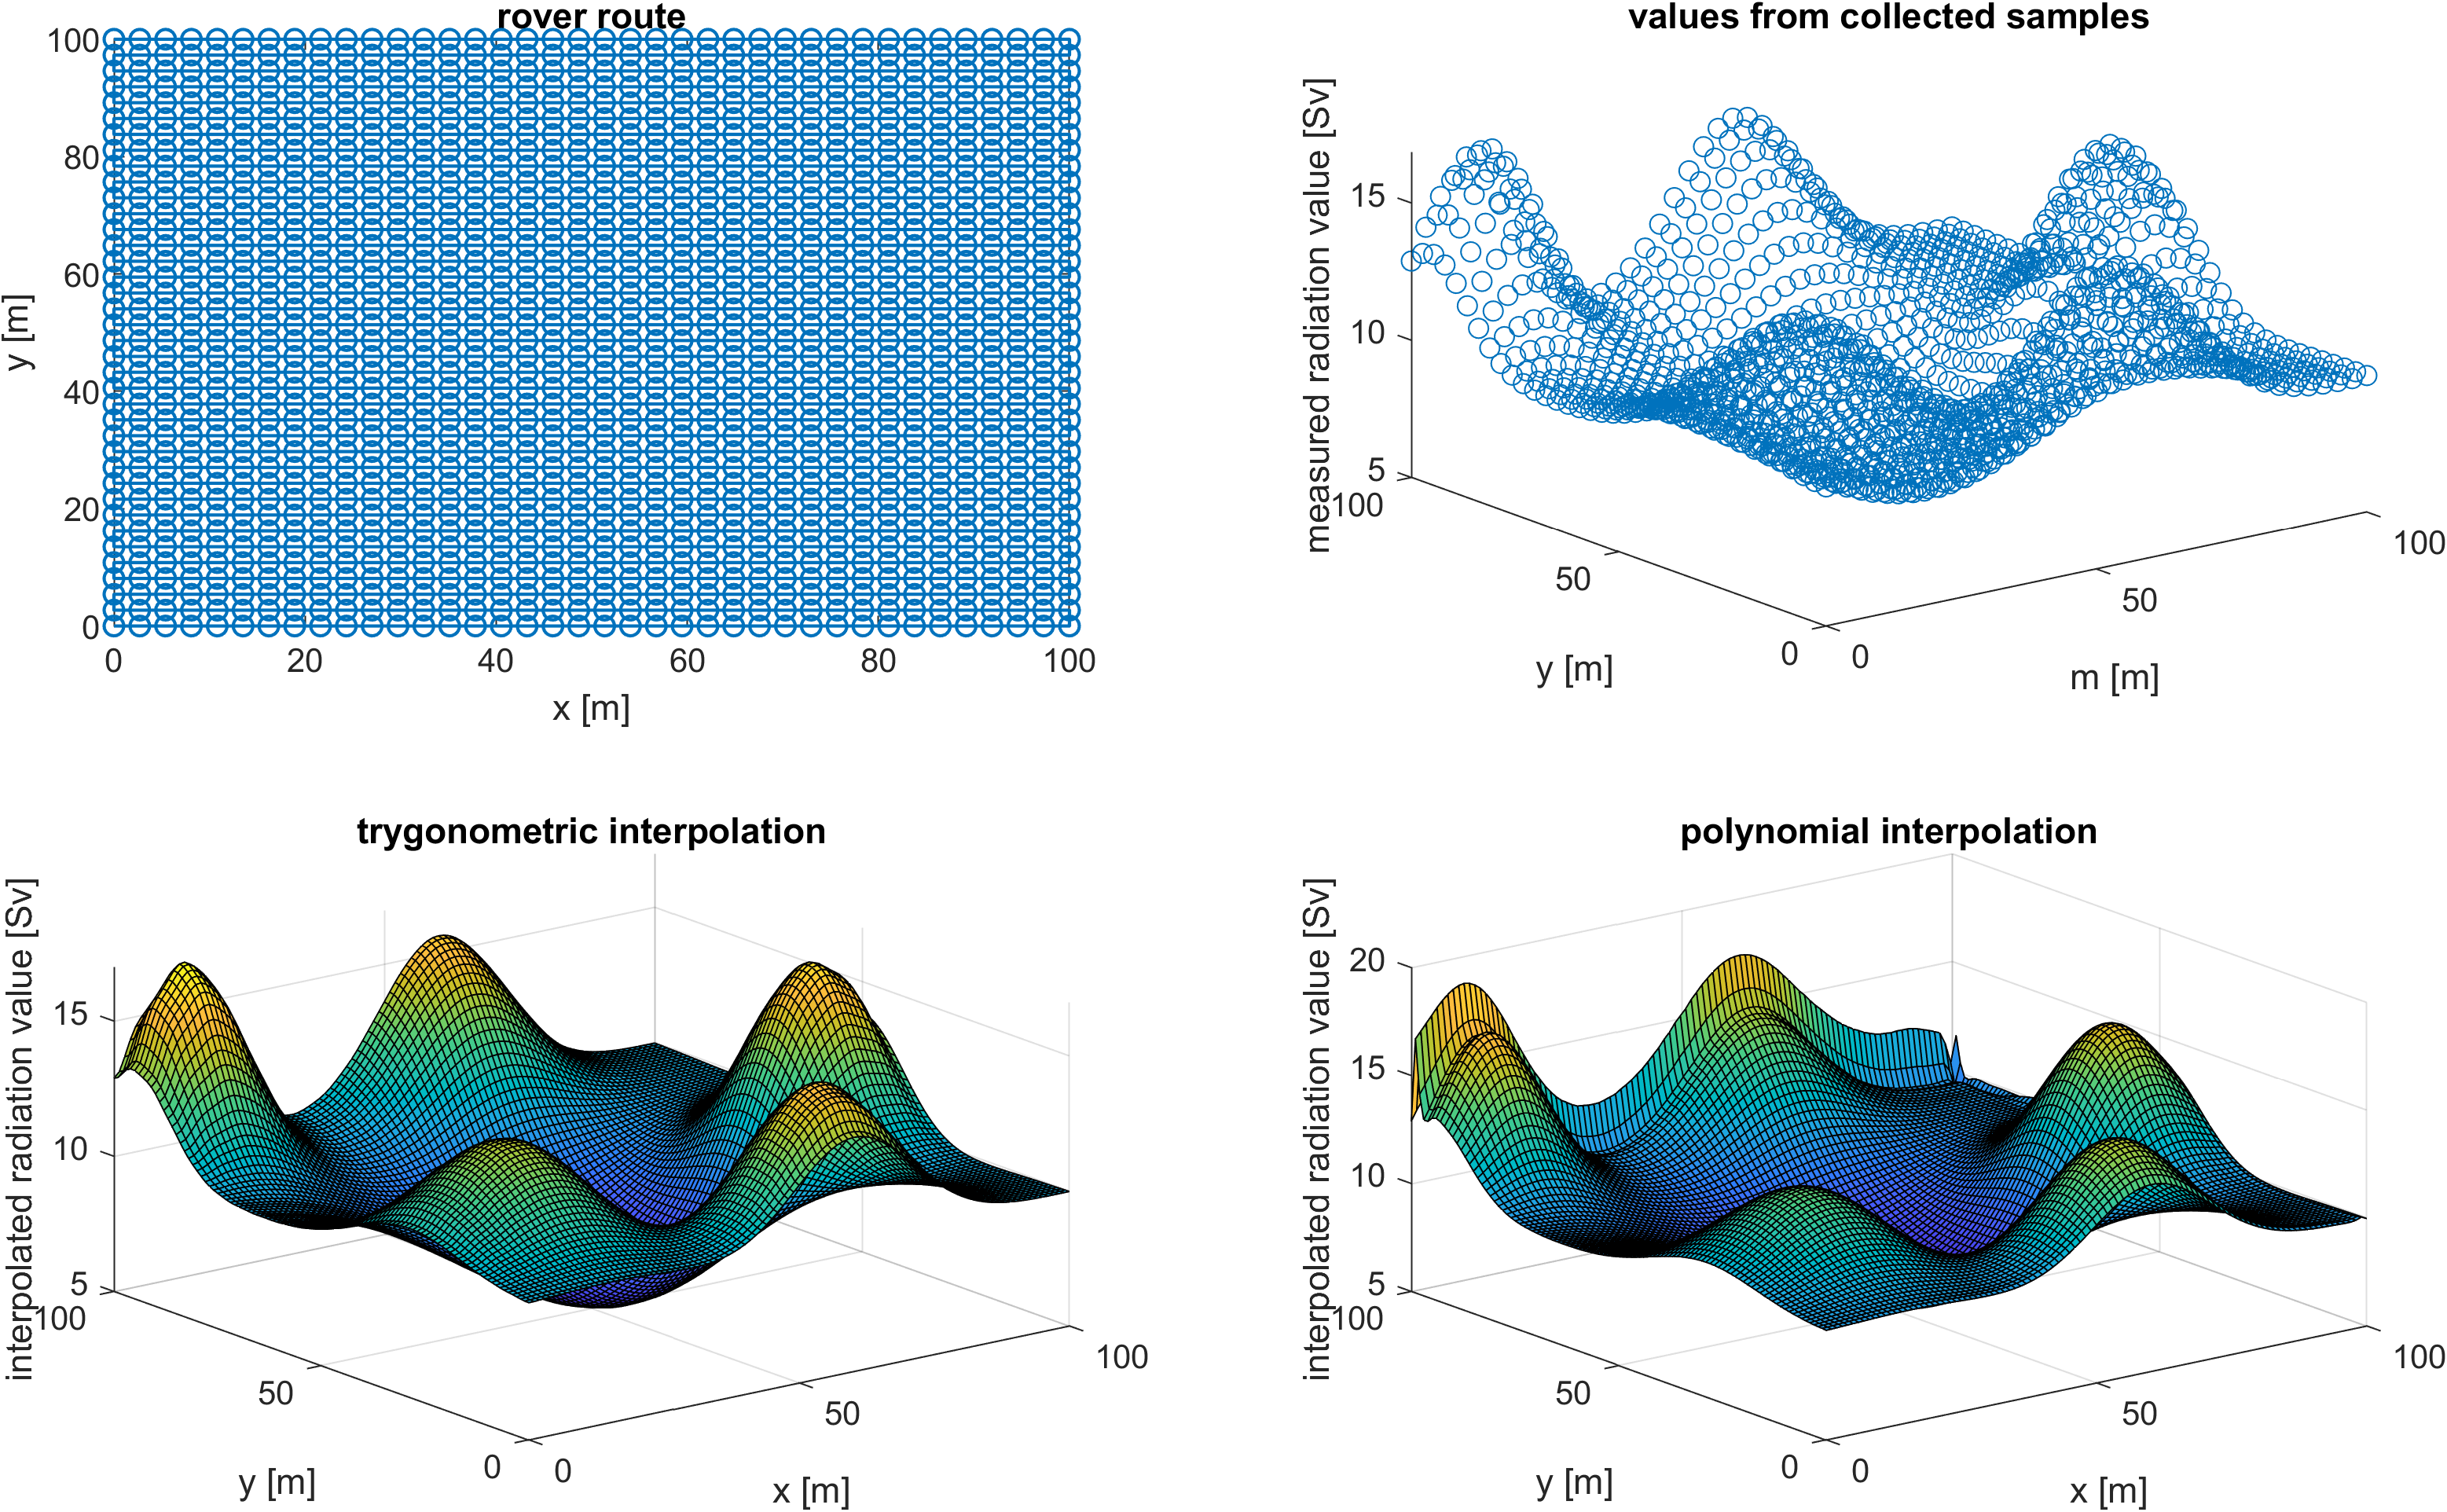 rover route
100
80
60
40
20
0
y [m]
0 20 40 60 80 100
x [m]
values from collected samples
measured radiation value [Sv]
15
10
5
100
50
0
y [m]
0
50
100
m [m]
trygonometric interpolation
interpolated radiation value [Sv]
15
10
5
100
50
0
y [m]
0
50
100
x [m]
polynomial interpolation
interpolated radiation value [Sv]
20
15
10
5
100
50
0
y [m]
0
50
100
x [m]